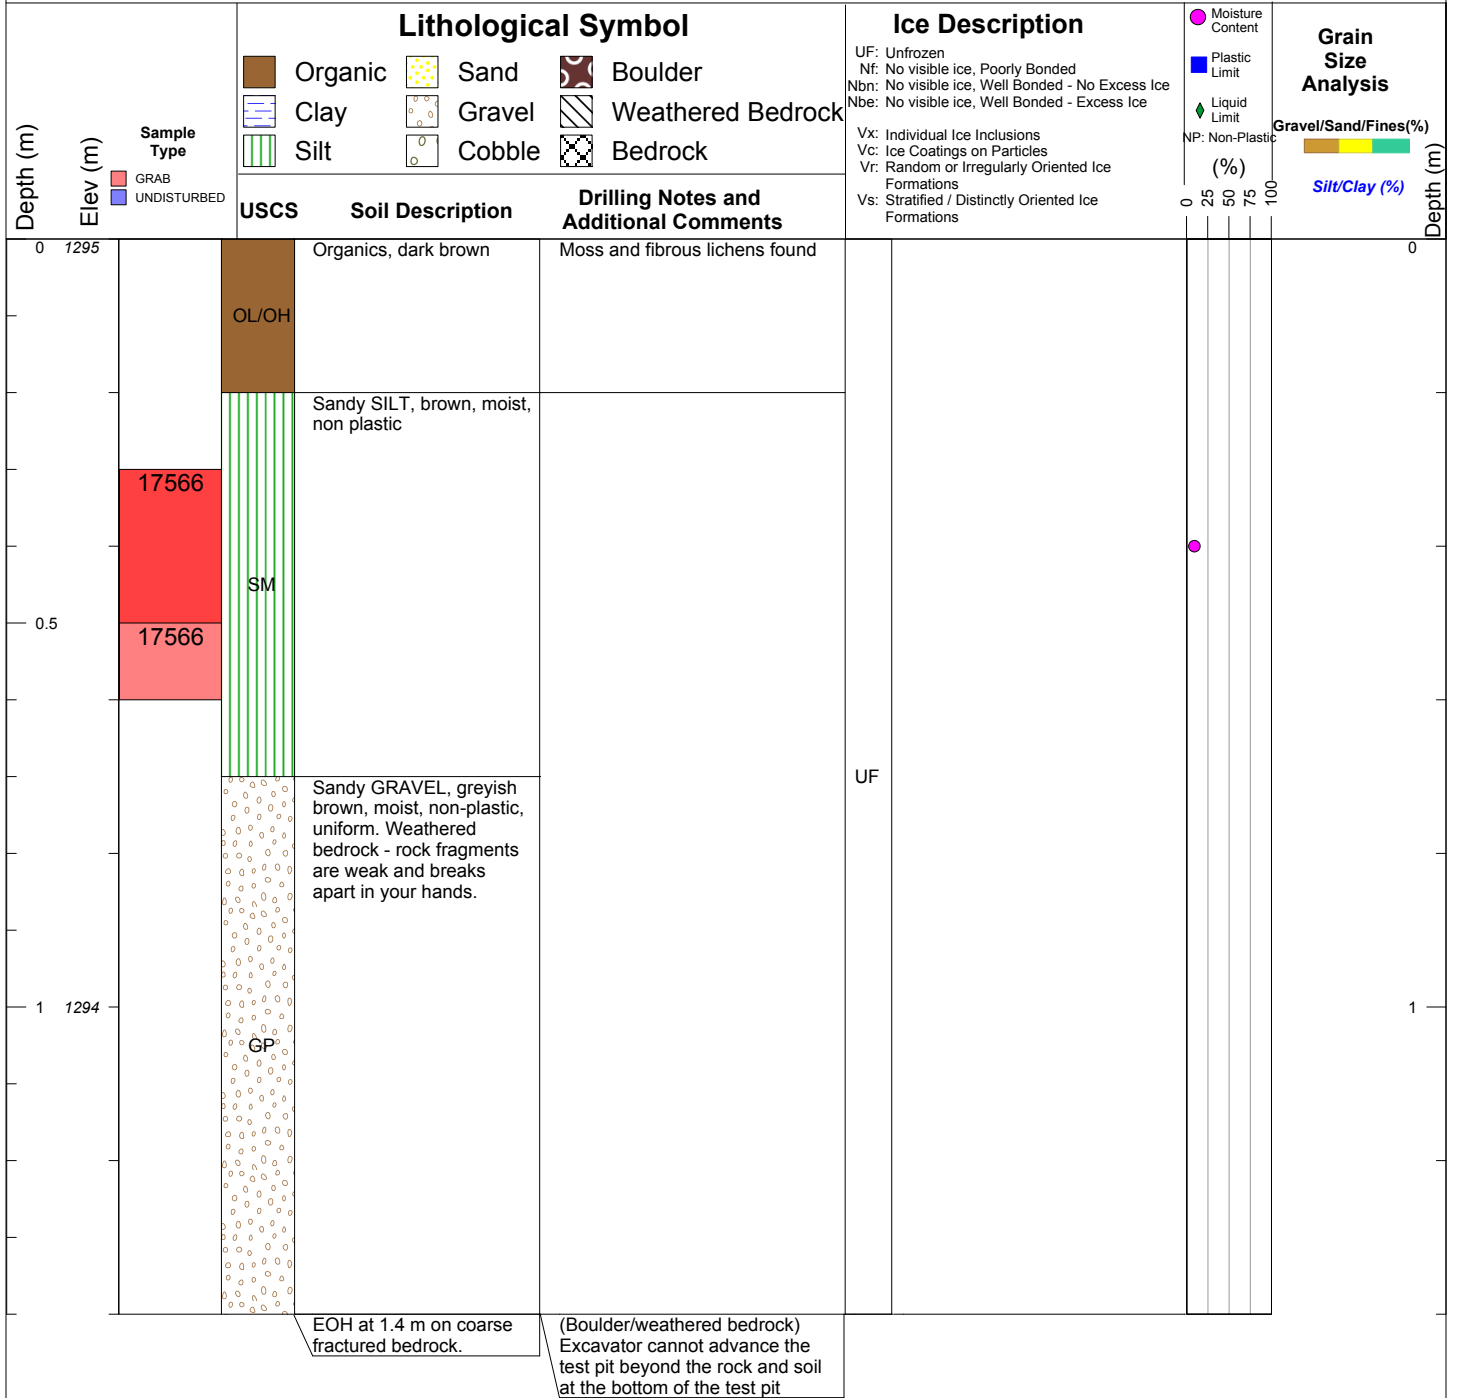 Lithological Symbol
Organic
Sand
Boulder
Clay
Gravel
Weathered Bedrock
Silt
Cobble
Bedrock
Ice Description
UF: Unfrozen
Nf: No visible ice, Poorly Bonded
Nbn: No visible ice, Well Bonded - No Excess Ice
Nbe: No visible ice, Well Bonded - Excess Ice
Vx: Individual Ice Inclusions
Vc: Ice Coatings on Particles
Vr: Random or Irregularly Oriented Ice
Formations
Vs: Stratified / Distinctly Oriented Ice
Formations
Moisture
Content
Plastic
Limit
Liquid
Limit
NP: Non-Plastic
(%)
0 25 50 75 100
Grain
Size
Analysis
Gravel/Sand/Fines(%)
Silt/Clay (%)
Depth (m)
Depth (m)
Elev (m)
Sample
Type
GRAB
UNDISTURBED
USCS
Soil Description
Drilling Notes and
Additional Comments
0 1295
Organics, dark brown
Moss and fibrous lichens found
0
OL/OH
Sandy SILT, brown, moist,
non plastic
17566
SM
0.5
17566
UF
Sandy GRAVEL, greyish
brown, moist, non-plastic,
uniform. Weathered
bedrock - rock fragments
are weak and breaks
apart in your hands.
1 1294
1
GP
EOH at 1.4 m on coarse
fractured bedrock.
(Boulder/weathered bedrock)
Excavator cannot advance the
test pit beyond the rock and soil
at the bottom of the test pit